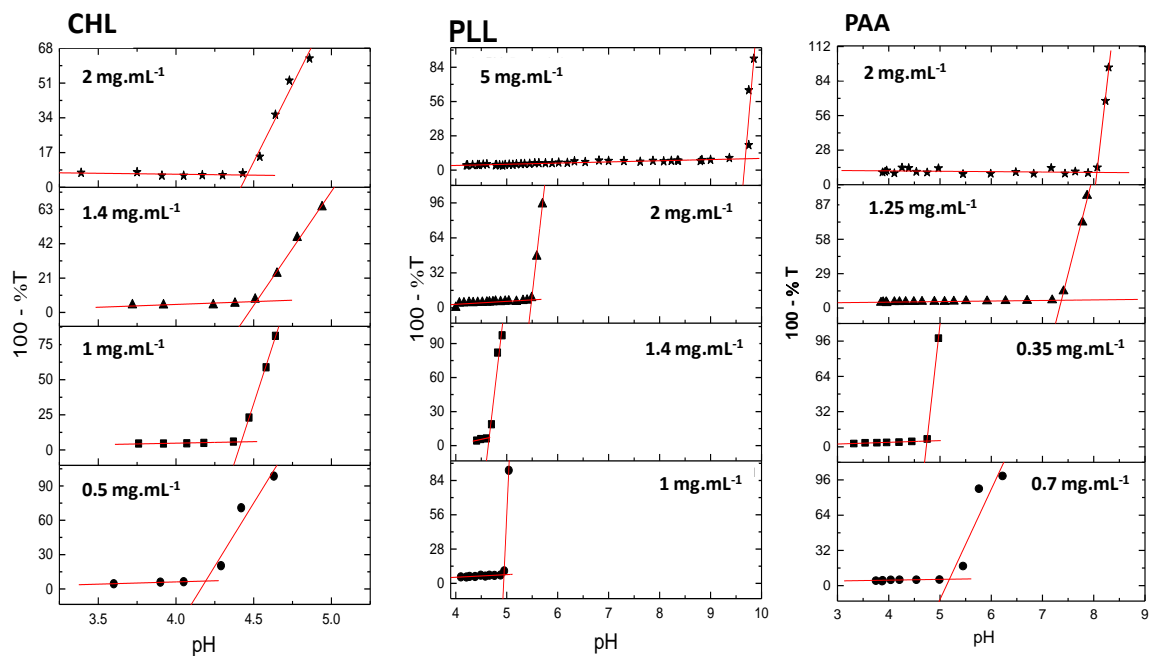 CHL
100 - %T
68
51
34
17
0
2 mg.mL-1
63
42
21
0
1.4 mg.mL-1
75
50
25
0
1 mg.mL-1
90
60
30
0
0.5 mg.mL-1
3.5 4.0 4.5 5.0
pH
PLL
100 - %T
84
56
28
0
5 mg.mL-1
96
64
32
0
2 mg.mL-1
90
60
30
0
1.4 mg.mL-1
84
56
28
0
1 mg.mL-1
4 5 6 7 8 9 10
pH
PAA
100 - % T
112
84
56
28
0
2 mg.mL-1
87
58
29
0
1.25 mg.mL-1
96
64
32
0
0.35 mg.mL-1
96
64
32
0
0.7 mg.mL-1
3 4 5 6 7 8 9
pH